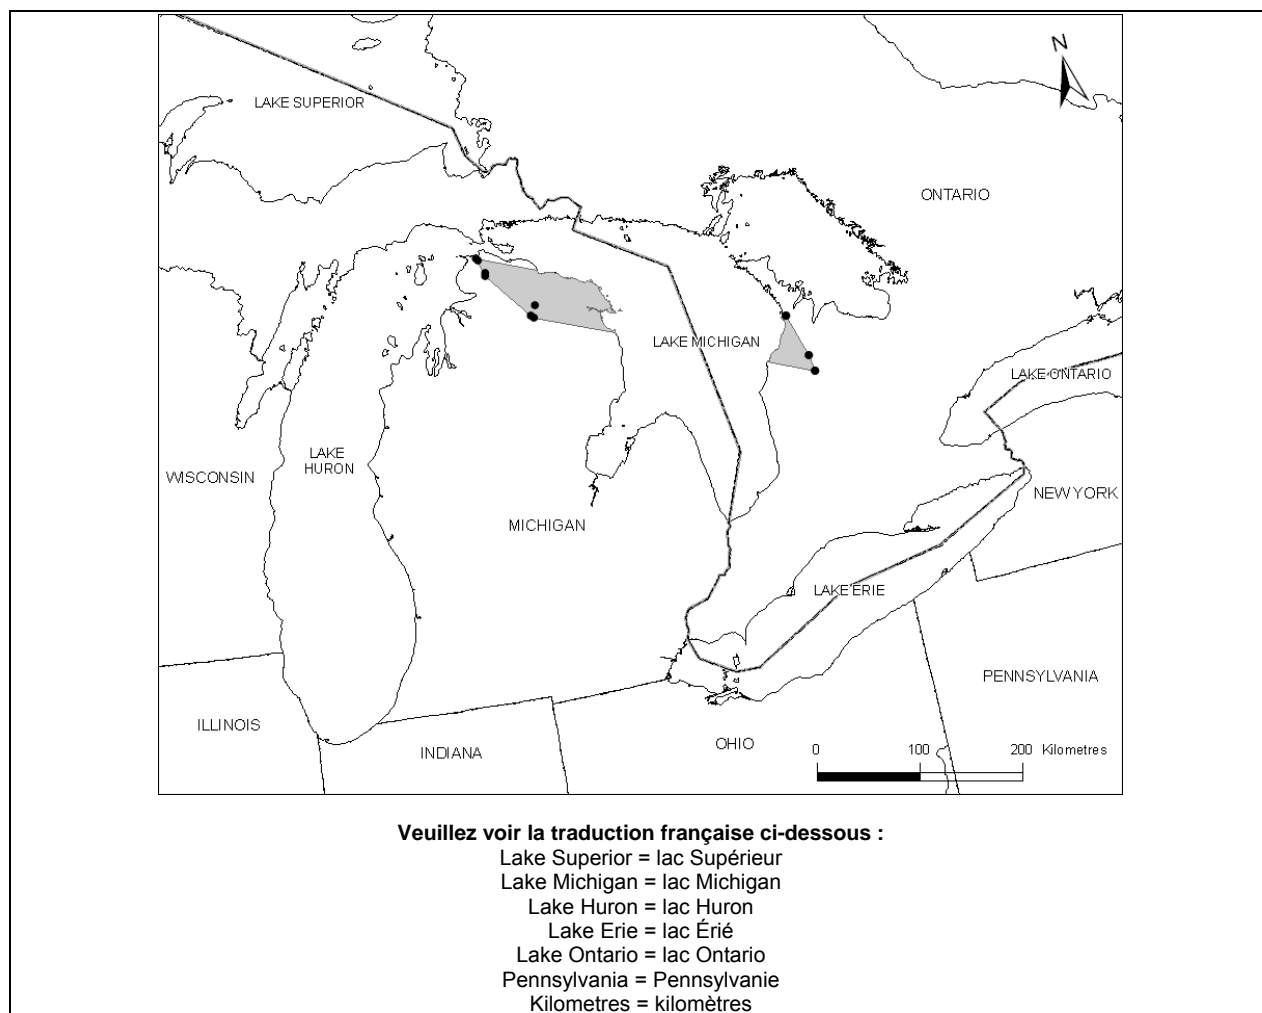 N
LAKE SUPERIOR
ONTARIO
LAKE MICHIGAN
LAKE ONTARIO
LAKE
HURON
WISCONSIN
NEW YORK
MICHIGAN
LAKE ERIE
PENNSYLVANIA
ILLINOIS
INDIANA
OHIO
0 100 200 Kilometres
Veuillez voir la traduction française ci-dessous :
Lake Superior = lac Supérieur
Lake Michigan = lac Michigan
Lake Huron = lac Huron
Lake Erie = lac Érié
Lake Ontario = lac Ontario
Pennsylvania = Pennsylvanie
Kilometres = kilomètres